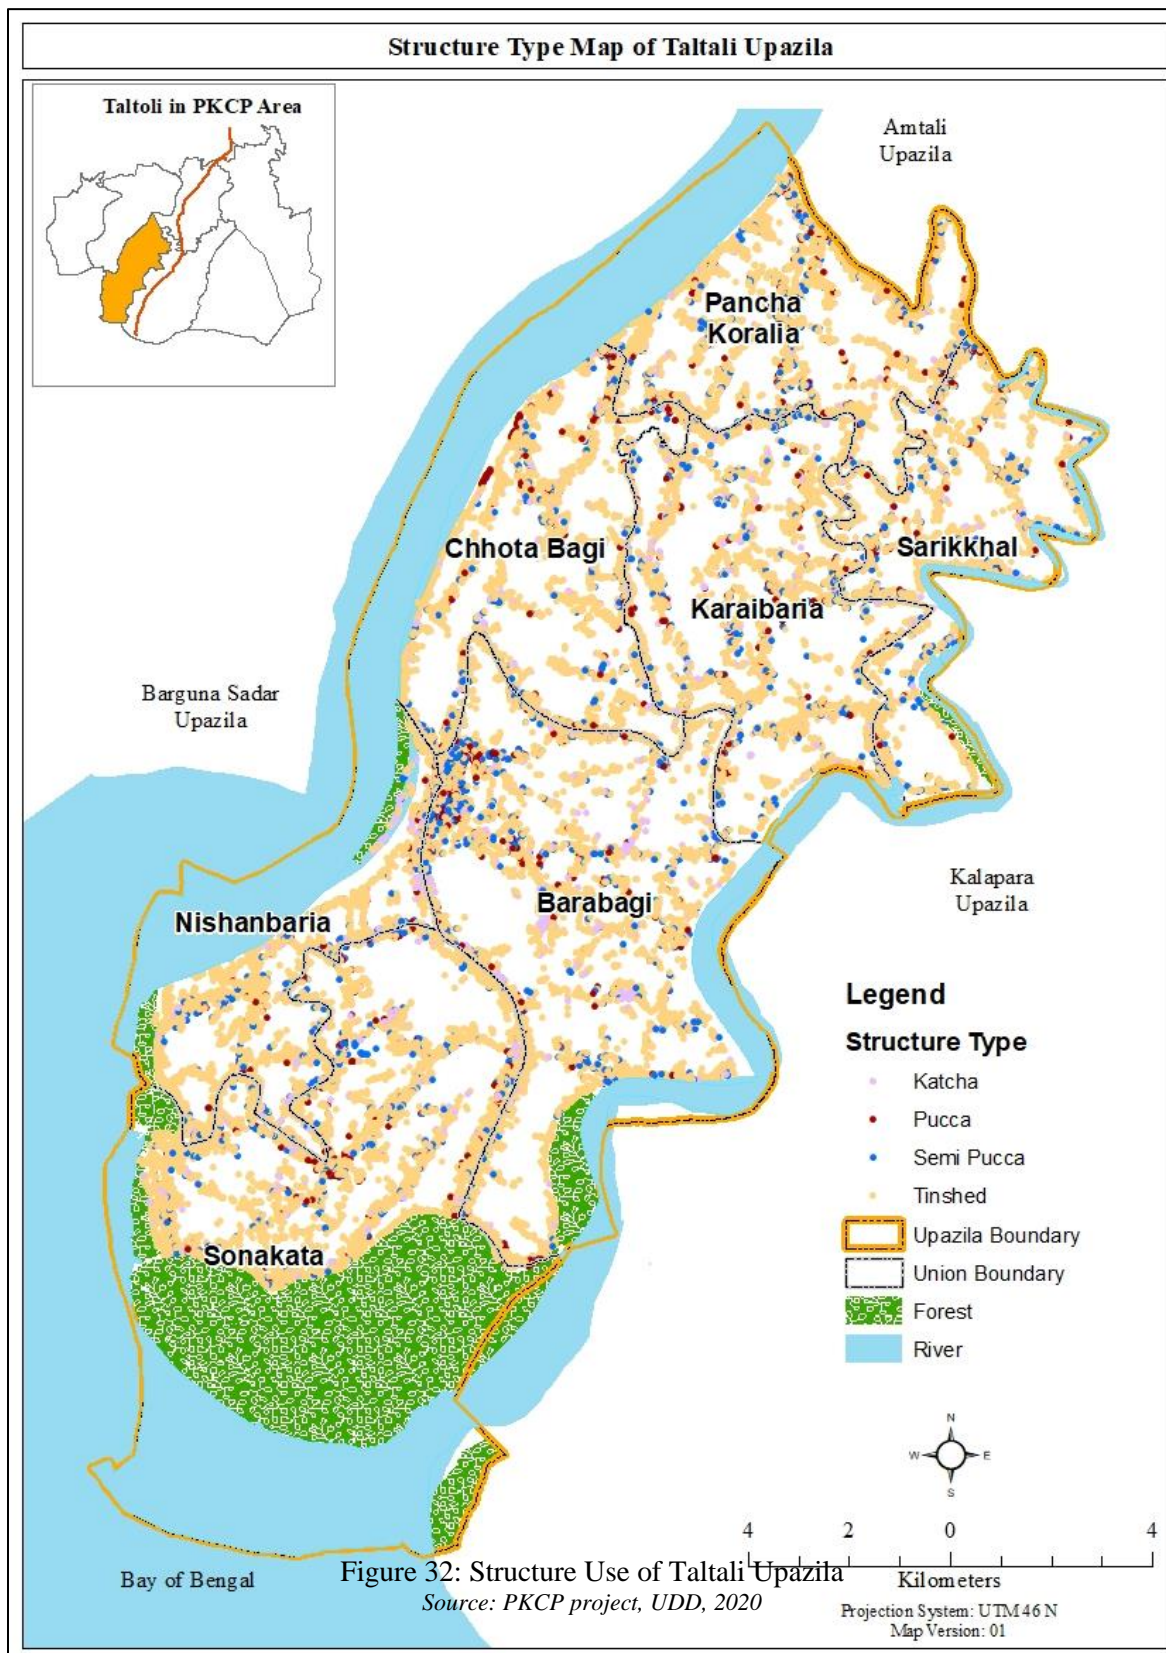 Structure Type Map of Taltali Upazila
Taltoli in PKCP Area
Amtali
Upazila
Pancha
Koralia
Chhota Bagi
Sarikkhal
Karaibaria
Barguna Sadar
Upazila
Kalapara
Upazila
Barabagi
Nishanbaria
Sonakata
Legend
Structure Type
Katcha
Pucca
Semi Pucca
Tinshed
Upazila Boundary
Union Boundary
Forest
River
N
W E
S
4 2 0 4
Kilometers
Bay of Bengal
Figure 32: Structure Use of Taltali Upazila
Source: PKCP project, UDD, 2020
Projection System: UTM 46 N
Map Version: 01